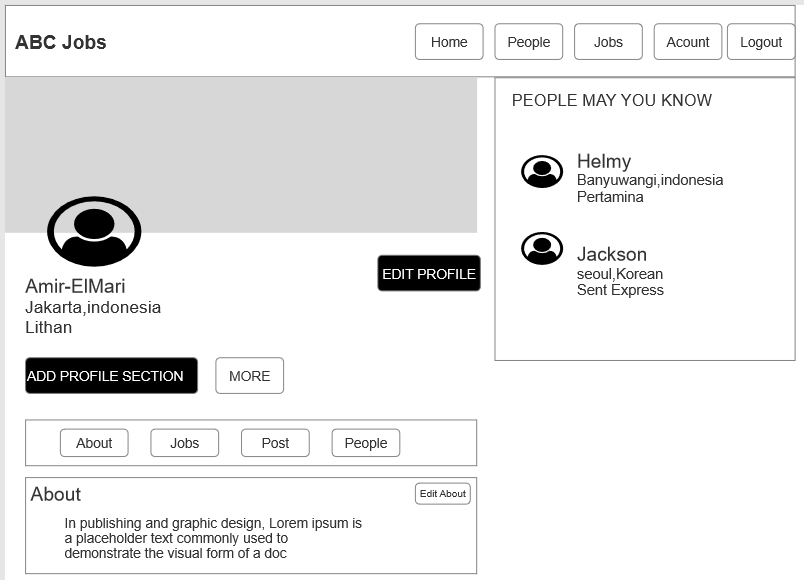 ABC Jobs
Home
People
Jobs
Acount
Logout
PEOPLE MAY YOU KNOW
Helmy
Banyuwangi,indonesia
Pertamina
Jackson
seoul,Korean
Sent Express
EDIT PROFILE
Amir-ElMari
Jakarta,indonesia
Lithan
ADD PROFILE SECTION
MORE
About
Jobs
Post
People
About
Edit About
In publishing and graphic design, Lorem ipsum is
a placeholder text commonly used to
demonstrate the visual form of a doc